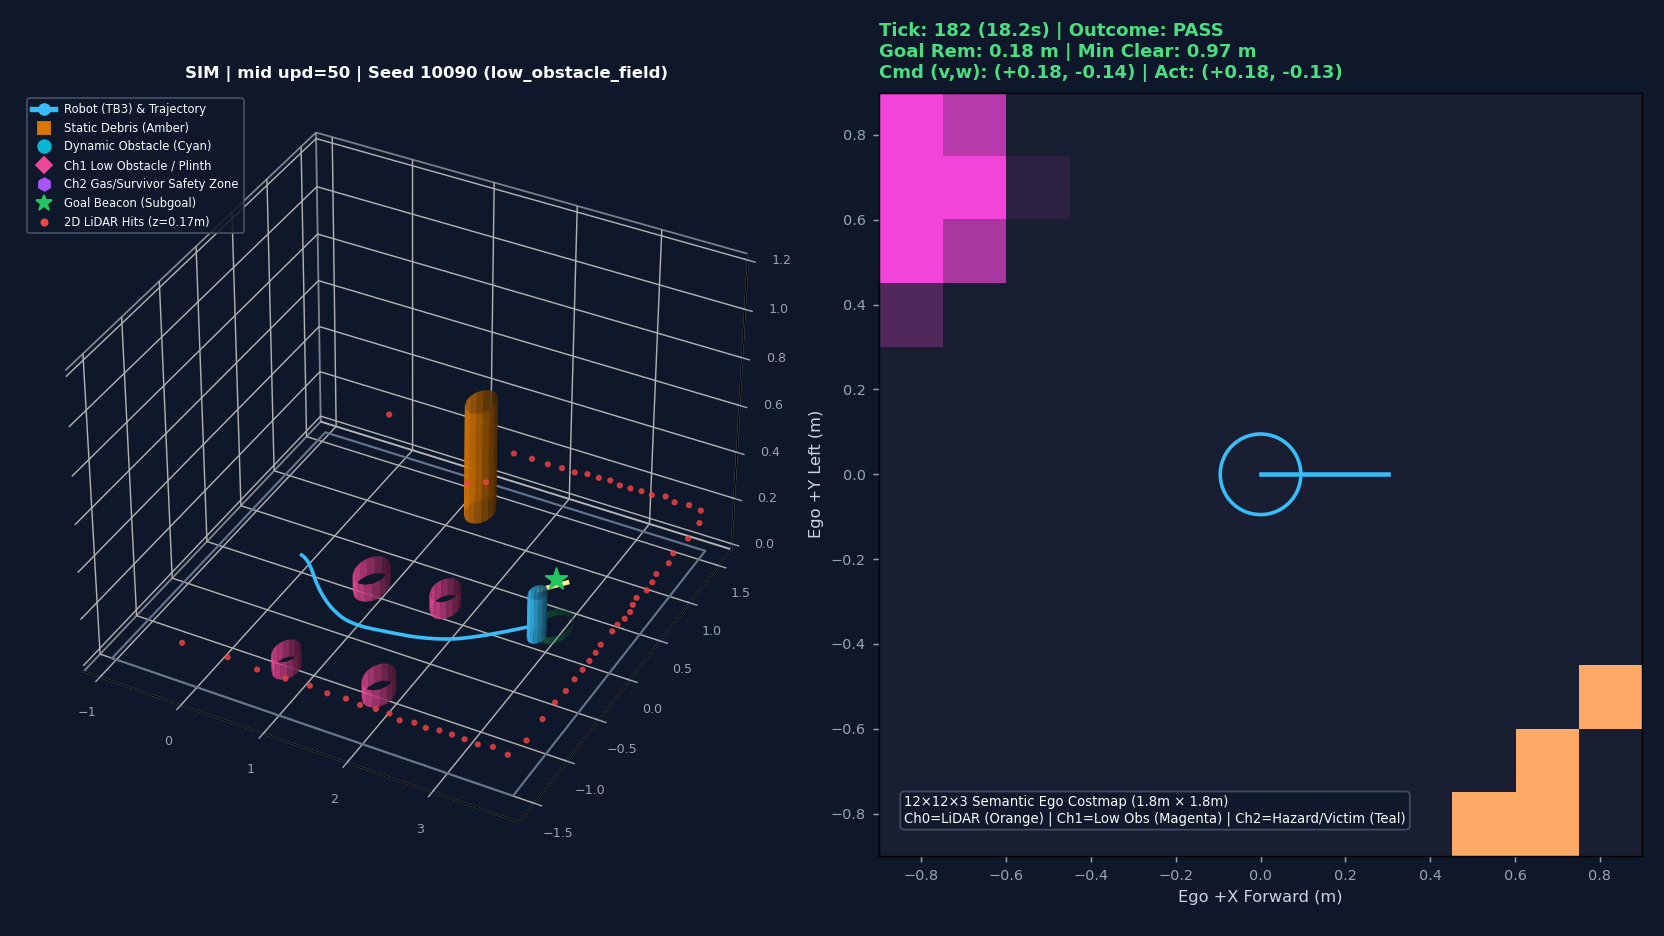 SIM | mid upd=50 | Seed 10090 (low_obstacle_field)
Robot (TB3) & Trajectory
Static Debris (Amber)
Dynamic Obstacle (Cyan)
Ch1 Low Obstacle / Plinth
Ch2 Gas/Survivor Safety Zone
Goal Beacon (Subgoal)
2D LiDAR Hits (z=0.17m)
1.2
1.0
0.8
0.6
0.4
0.2
0.0
1.5
1.0
0.5
0.0
−0.5
−1.0
−1.5
−1
0
1
2
3
Tick: 182 (18.2s) | Outcome: PASS
Goal Rem: 0.18 m | Min Clear: 0.97 m
Cmd (v,w): (+0.18, -0.14) | Act: (+0.18, -0.13)
Ego +Y Left (m)
0.8
0.6
0.4
0.2
0.0
−0.2
−0.4
−0.6
−0.8
12×12×3 Semantic Ego Costmap (1.8m × 1.8m)
Ch0=LiDAR (Orange) | Ch1=Low Obs (Magenta) | Ch2=Hazard/Victim (Teal)
−0.8 −0.6 −0.4 −0.2 0.0 0.2 0.4 0.6 0.8
Ego +X Forward (m)